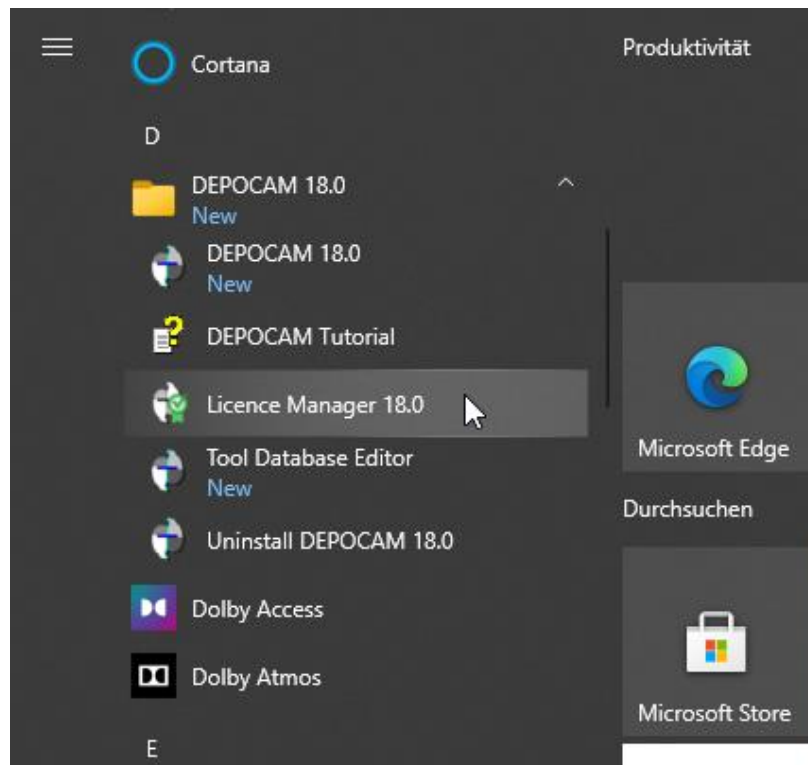 Cortana
D
DEPOCAM 18.0
New
DEPOCAM 18.0
New
DEPOCAM Tutorial
Licence Manager 18.0
Tool Database Editor
New
Uninstall DEPOCAM 18.0
Dolby Access
Dolby Atmos
E
Produktivität
Microsoft Edge
Durchsuchen
Microsoft Store